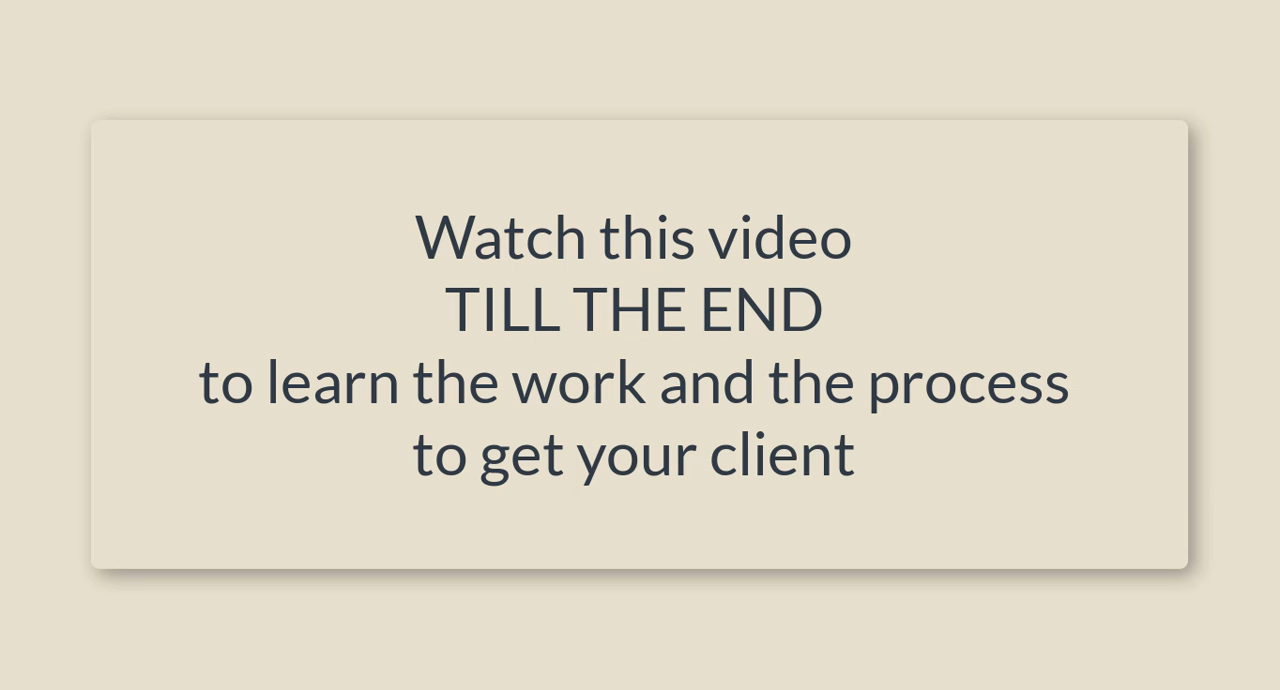 Watch this video
TILL THE END
to learn the work and the process
to get your client